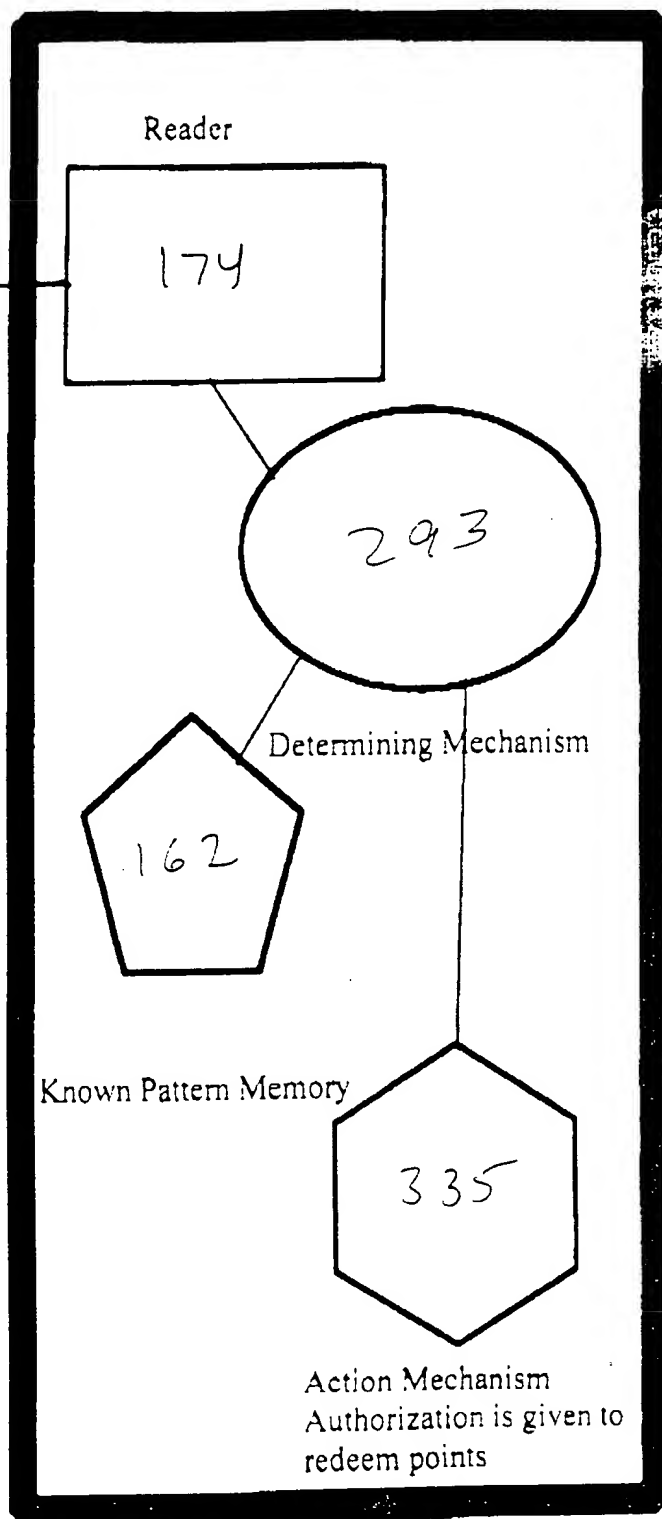 Reader
174
293
Determining Mechanism
162
Known Pattern Memory
335
Action Mechanism
Authorization is given to
redeem points